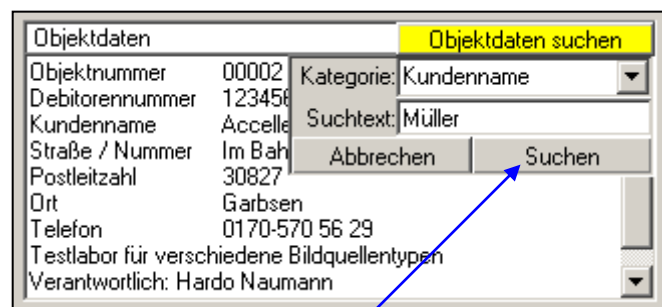 Objektdaten Objektdaten suchen
Objektnummer 00002 Kategorie: Kundenname
Debitorennummer 123456
Kundenname Accelle Suchtext: Müller
Straße / Nummer Im Bah Abbrechen Suchen
Postleitzahl 30827
Ort Garbsen
Telefon 0170-570 56 29
Testlabor für verschiedene Bildquellentypen
Verantwortlich: Hardo Naumann